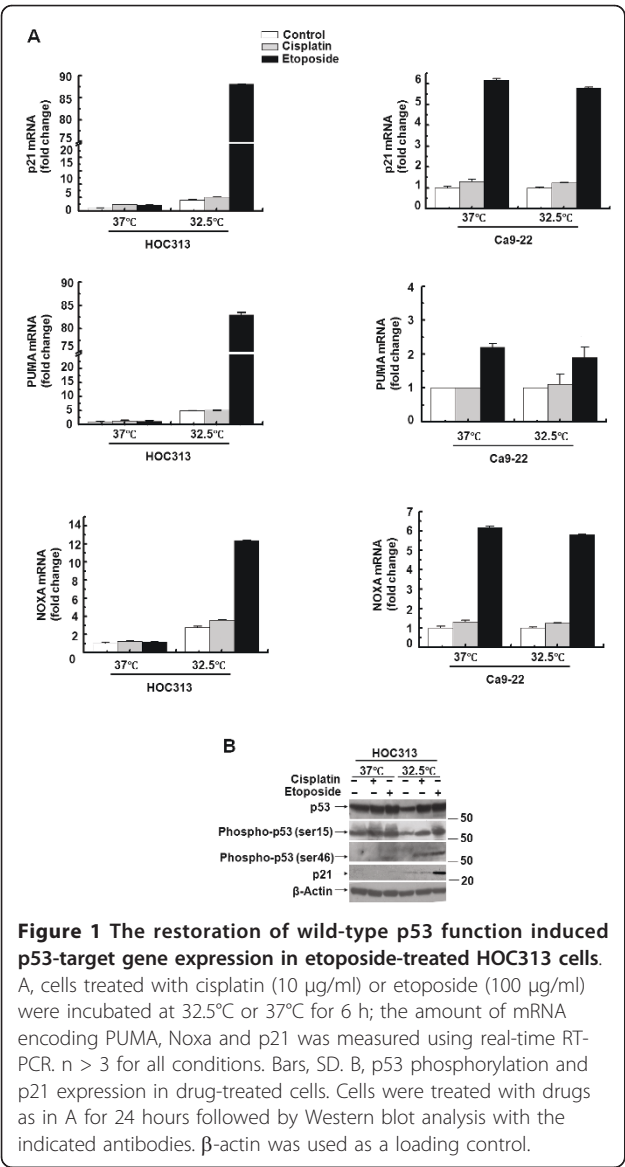 A
Control
Cisplatin
Etoposide
90
85
80
75
20
15
10
5
0
p21 mRNA
(fold change)
37°C
32.5°C
HOC313
6
5
4
3
2
1
0
p21 mRNA
(fold change)
37°C
32.5°C
Ca9-22
90
85
80
75
20
15
10
5
0
PUMA mRNA
(fold change)
37°C
32.5°C
HOC313
4
3
2
1
0
PUMA mRNA
(fold change)
37°C
32.5°C
Ca9-22
14
12
10
8
6
4
2
0
NOXA mRNA
(fold change)
37°C
32.5°C
HOC313
7
6
5
4
3
2
1
0
NOXA mRNA
(fold change)
37°C
32.5°C
Ca9-22
B
HOC313
37°C 32.5°C
Cisplatin − + − − + −
Etoposide − − + − − +
p53
50
Phospho-p53 (ser15)
50
Phospho-p53 (ser46)
50
p21
20
β-Actin
Figure 1 The restoration of wild-type p53 function induced
p53-target gene expression in etoposide-treated HOC313 cells.
A, cells treated with cisplatin (10 μg/ml) or etoposide (100 μg/ml)
were incubated at 32.5°C or 37°C for 6 h; the amount of mRNA
encoding PUMA, Noxa and p21 was measured using real-time RT-
PCR. n > 3 for all conditions. Bars, SD. B, p53 phosphorylation and
p21 expression in drug-treated cells. Cells were treated with drugs
as in A for 24 hours followed by Western blot analysis with the
indicated antibodies. β-actin was used as a loading control.